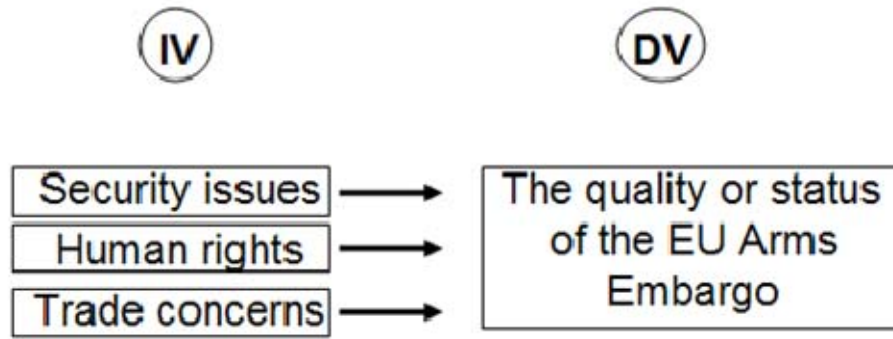 IV
DV
Security issues
Human rights
Trade concerns
The quality or status
of the EU Arms
Embargo